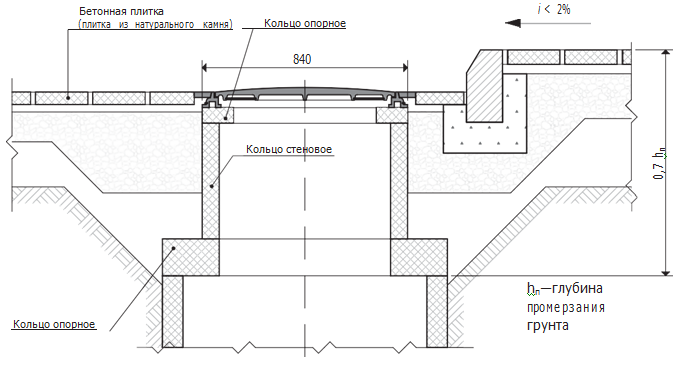 Бетонная плитка
(плитка из натурального камня)
Кольцо опорное
i < 2%
840
Кольцо стеновое
0,7 hп
Кольцо опорное
hп—глубина
промерзания
грунта